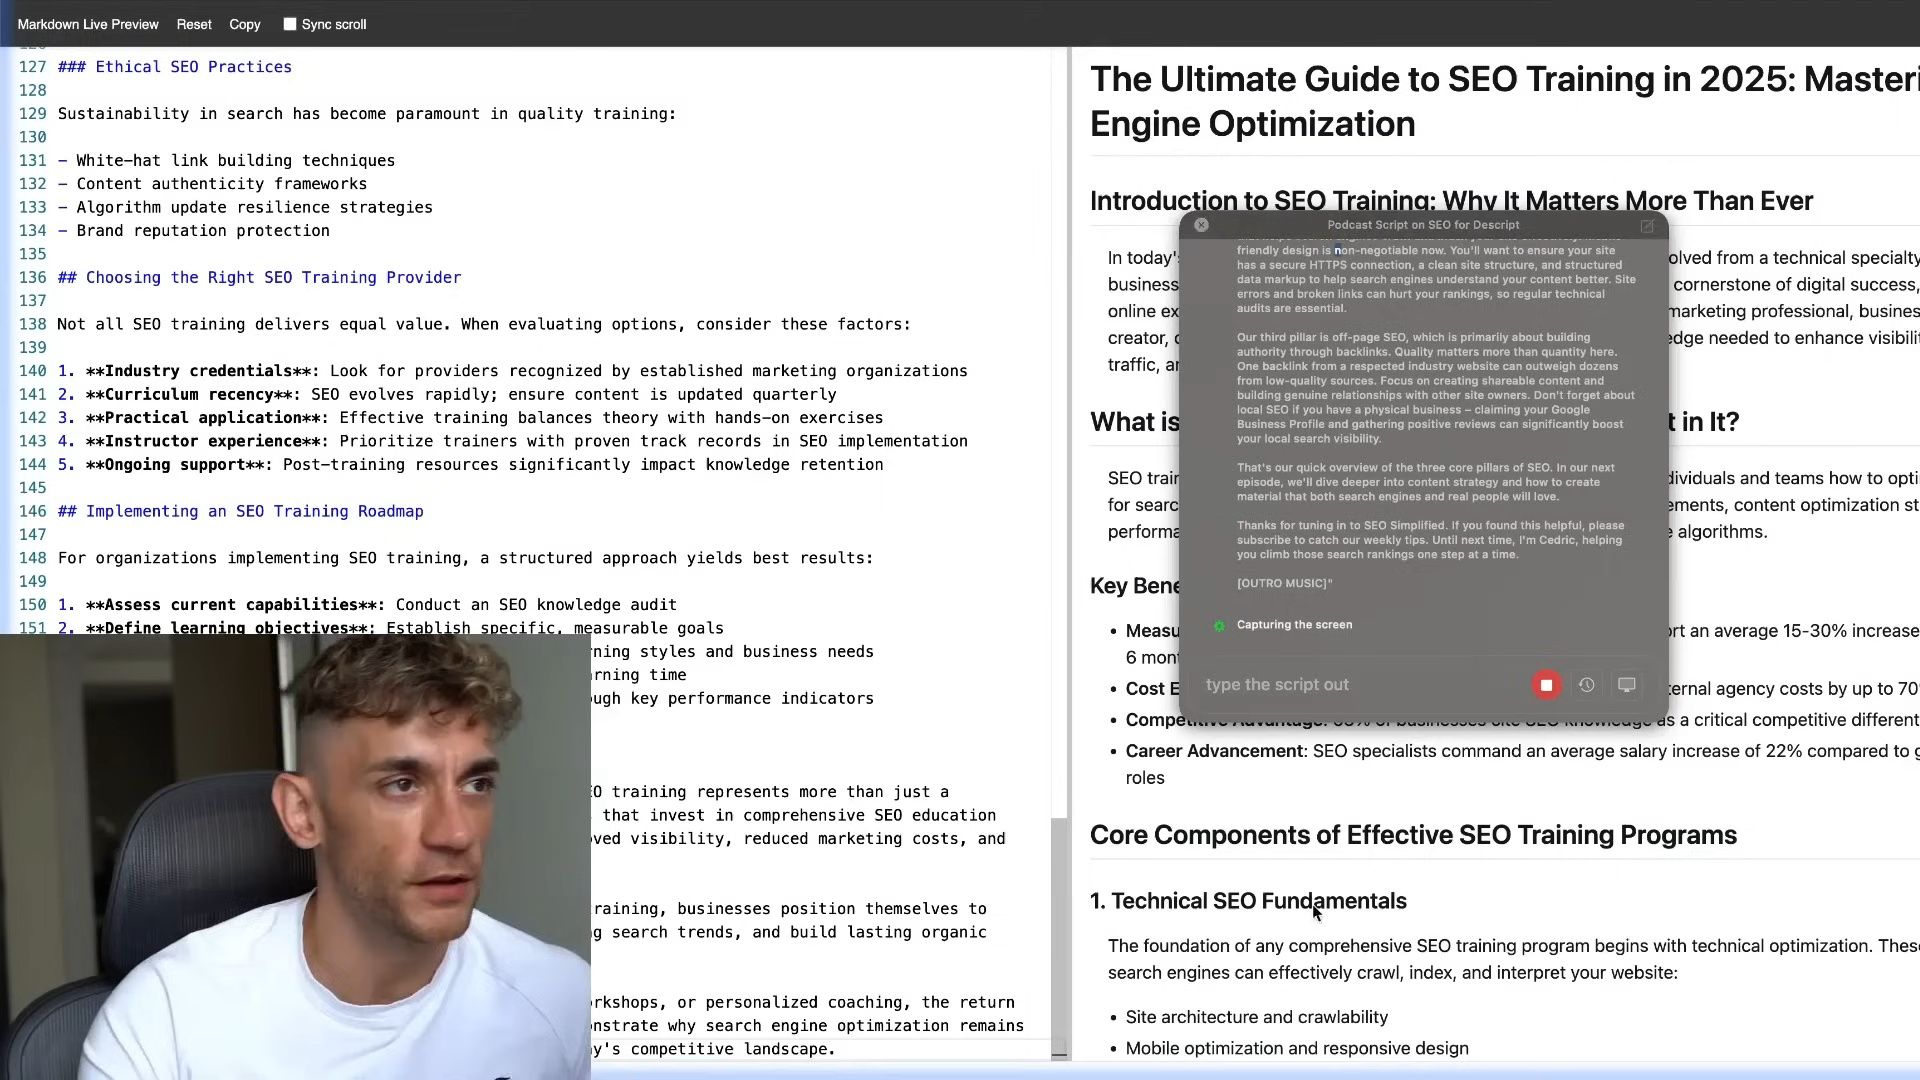 Markdown Live Preview Reset Copy Sync scroll
127 ### Ethical SEO Practices
128
129 Sustainability in search has become paramount in quality training:
130
131 - White-hat link building techniques
132 - Content authenticity frameworks
133 - Algorithm update resilience strategies
134 - Brand reputation protection
135
136 ## Choosing the Right SEO Training Provider
137
138 Not all SEO training delivers equal value. When evaluating options, consider these factors:
139
140 1. **Industry credentials**: Look for providers recognized by established marketing organizations
141 2. **Curriculum recency**: SEO evolves rapidly; ensure content is updated quarterly
142 3. **Practical application**: Effective training balances theory with hands-on exercises
143 4. **Instructor experience**: Prioritize trainers with proven track records in SEO implementation
144 5. **Ongoing support**: Post-training resources significantly impact knowledge retention
145
146 ## Implementing an SEO Training Roadmap
147
148 For organizations implementing SEO training, a structured approach yields best results:
149
150 1. **Assess current capabilities**: Conduct an SEO knowledge audit
151 2. **Define learning objectives**: Establish specific, measurable goals
rning styles and business needs
arning time
ugh key performance indicators
EO training represents more than just a
that invest in comprehensive SEO education
oved visibility, reduced marketing costs, and
training, businesses position themselves to
g search trends, and build lasting organic
rkshops, or personalized coaching, the return
nstrate why search engine optimization remains
ay's competitive landscape.
The Ultimate Guide to SEO Training in 2025: Masteri
Engine Optimization
Introduction to SEO Training: Why It Matters More Than Ever
In today' olved from a technical specialty
business cornerstone of digital success,
online ex marketing professional, busines
creator, edge needed to enhance visibili
traffic, an
What is t in It?
SEO train dividuals and teams how to opti
for searc ements, content optimization st
performa algorithms.
Key Bene
Measu rt an average 15-30% increase
6 mont
Cost E ternal agency costs by up to 70
Competitive Advantage: of businesses cite SEO knowledge as a critical competitive different
Career Advancement: SEO specialists command an average salary increase of 22% compared to g
roles
Core Components of Effective SEO Training Programs
1. Technical SEO Fundamentals
The foundation of any comprehensive SEO training program begins with technical optimization. These
search engines can effectively crawl, index, and interpret your website:
Site architecture and crawlability
Mobile optimization and responsive design
Podcast Script on SEO for Descript
friendly design is non-negotiable now. You'll want to ensure your site
has a secure HTTPS connection, a clean site structure, and structured
data markup to help search engines understand your content better. Site
errors and broken links can hurt your rankings, so regular technical
audits are essential.
Our third pillar is off-page SEO, which is primarily about building
authority through backlinks. Quality matters more than quantity here.
One backlink from a respected industry website can outweigh dozens
from low-quality sources. Focus on creating shareable content and
building genuine relationships with other site owners. Don't forget about
local SEO if you have a physical business – claiming your Google
Business Profile and gathering positive reviews can significantly boost
your local search visibility.
That's our quick overview of the three core pillars of SEO. In our next
episode, we'll dive deeper into content strategy and how to create
material that both search engines and real people will love.
Thanks for tuning in to SEO Simplified. If you found this helpful, please
subscribe to catch our weekly tips. Until next time, I'm Cedric, helping
you climb those search rankings one step at a time.
[OUTRO MUSIC]"
Capturing the screen
type the script out